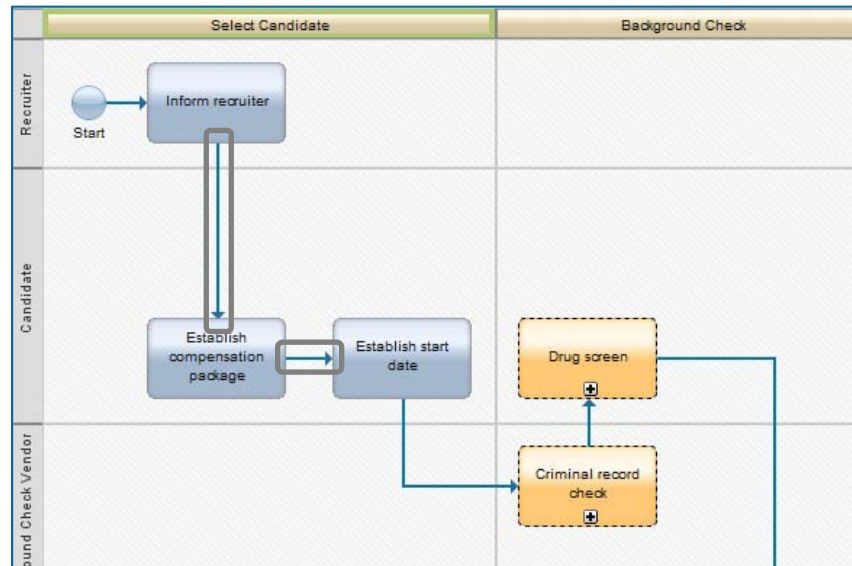 Select Candidate
Background Check
Recruiter
Inform recruiter
Start
Candidate
Establish
compensation
package
Establish start
date
Drug screen
ound Check Vendor
Criminal record
check